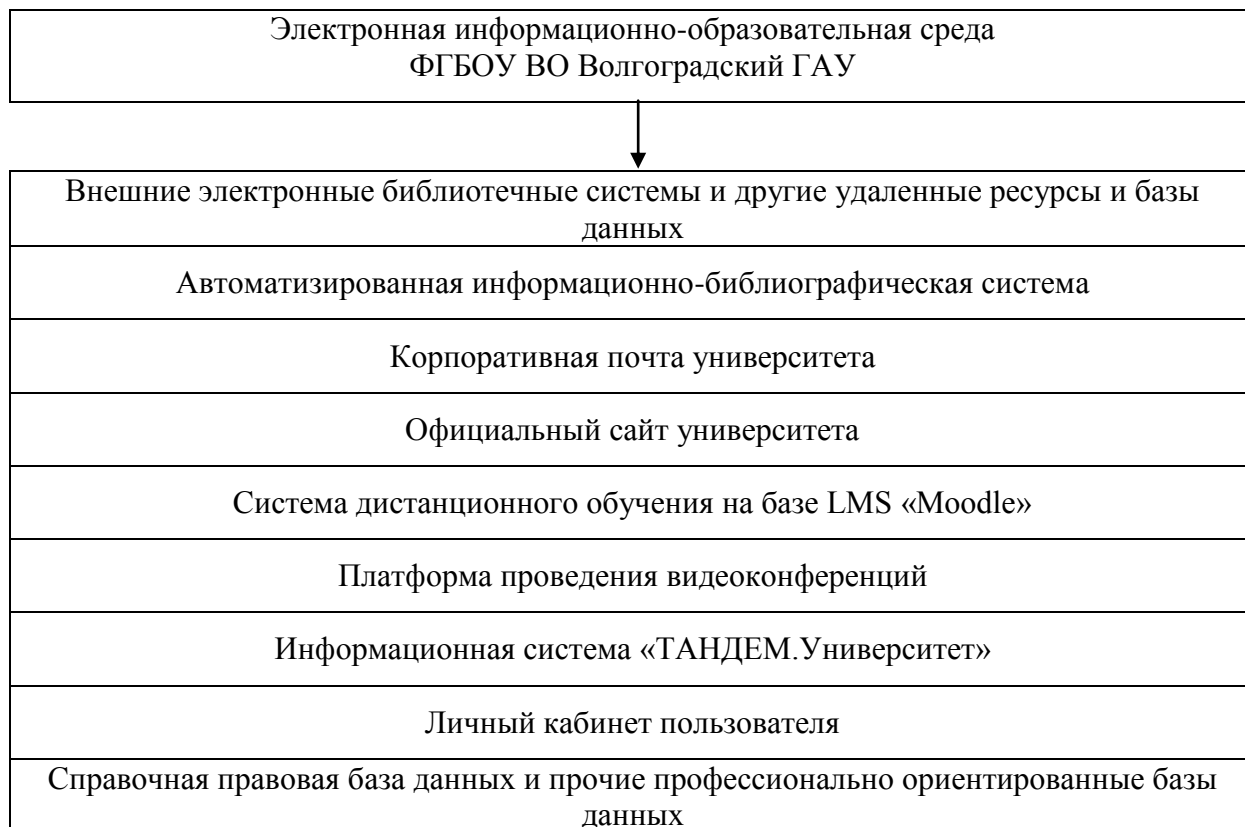 Электронная информационно-образовательная среда
ФГБОУ ВО Волгоградский ГАУ
Внешние электронные библиотечные системы и другие удаленные ресурсы и базы
данных
Автоматизированная информационно-библиографическая система
Корпоративная почта университета
Официальный сайт университета
Система дистанционного обучения на базе LMS «Moodle»
Платформа проведения видеоконференций
Информационная система «ТАНДЕМ.Университет»
Личный кабинет пользователя
Справочная правовая база данных и прочие профессионально ориентированные базы
данных